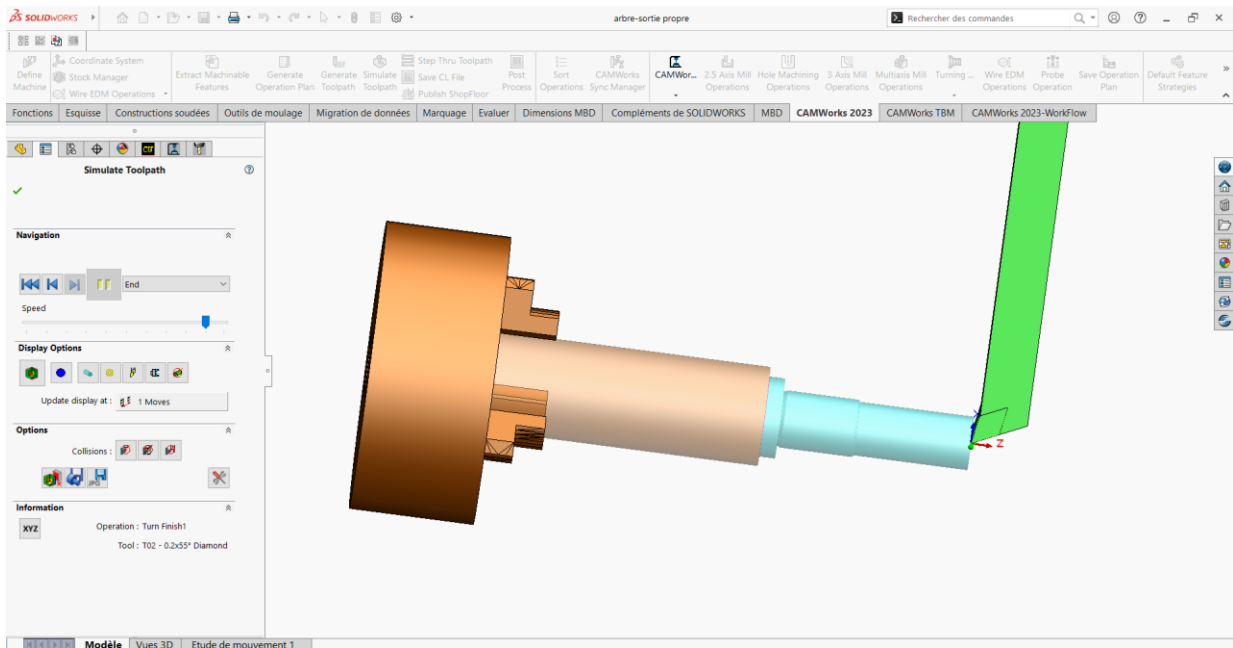 SOLIDWORKS
arbre-sortie propre
Rechercher des commandes
Define Machine
Coordinate System
Stock Manager
Wire EDM Operations
Extract Machinable Features
Generate Operation Plan
Generate Toolpath
Simulate Toolpath
Step Thru Toolpath
Save CL File
Publish ShopFloor
Post Process
Sort Operations
CAMWorks Sync Manager
CAMWor...
2.5 Axis Mill Operations
Hole Machining Operations
3 Axis Mill Operations
Multiaxis Mill Operations
Turning ...
Wire EDM Operations
Probe Operation
Save Operation Plan
Default Feature Strategies
Fonctions
Esquisse
Constructions soudées
Outils de moulage
Migration de données
Marquage
Evaluer
Dimensions MBD
Compléments de SOLIDWORKS
MBD
CAMWorks 2023
CAMWorks TBM
CAMWorks 2023-WorkFlow
Simulate Toolpath
Navigation
End
Speed
Display Options
Update display at :
1 Moves
Options
Collisions :
Information
XYZ
Operation : Turn Finish1
Tool : T02 - 0.2x55° Diamond
Z
Modèle
Vues 3D
Etude de mouvement 1